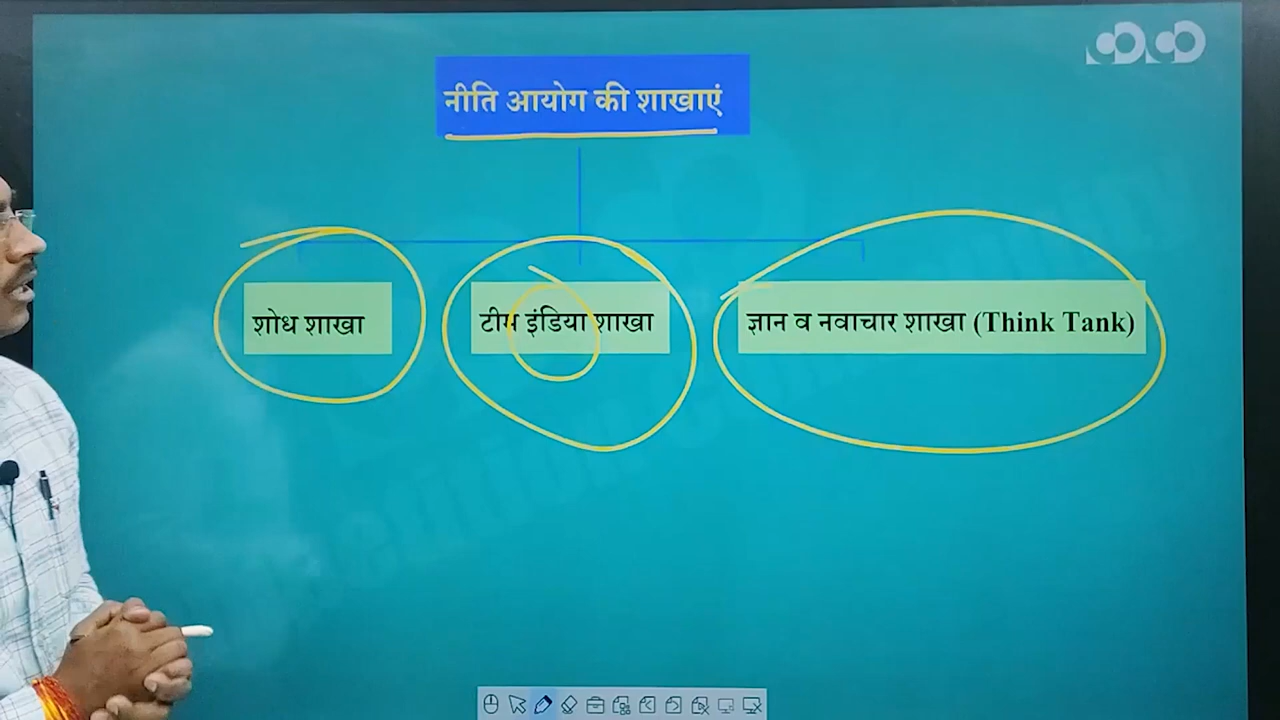 नीति आयोग की शाखाएं
शोध शाखा
टीम इंडिया शाखा
ज्ञान व नवाचार शाखा (Think Tank)